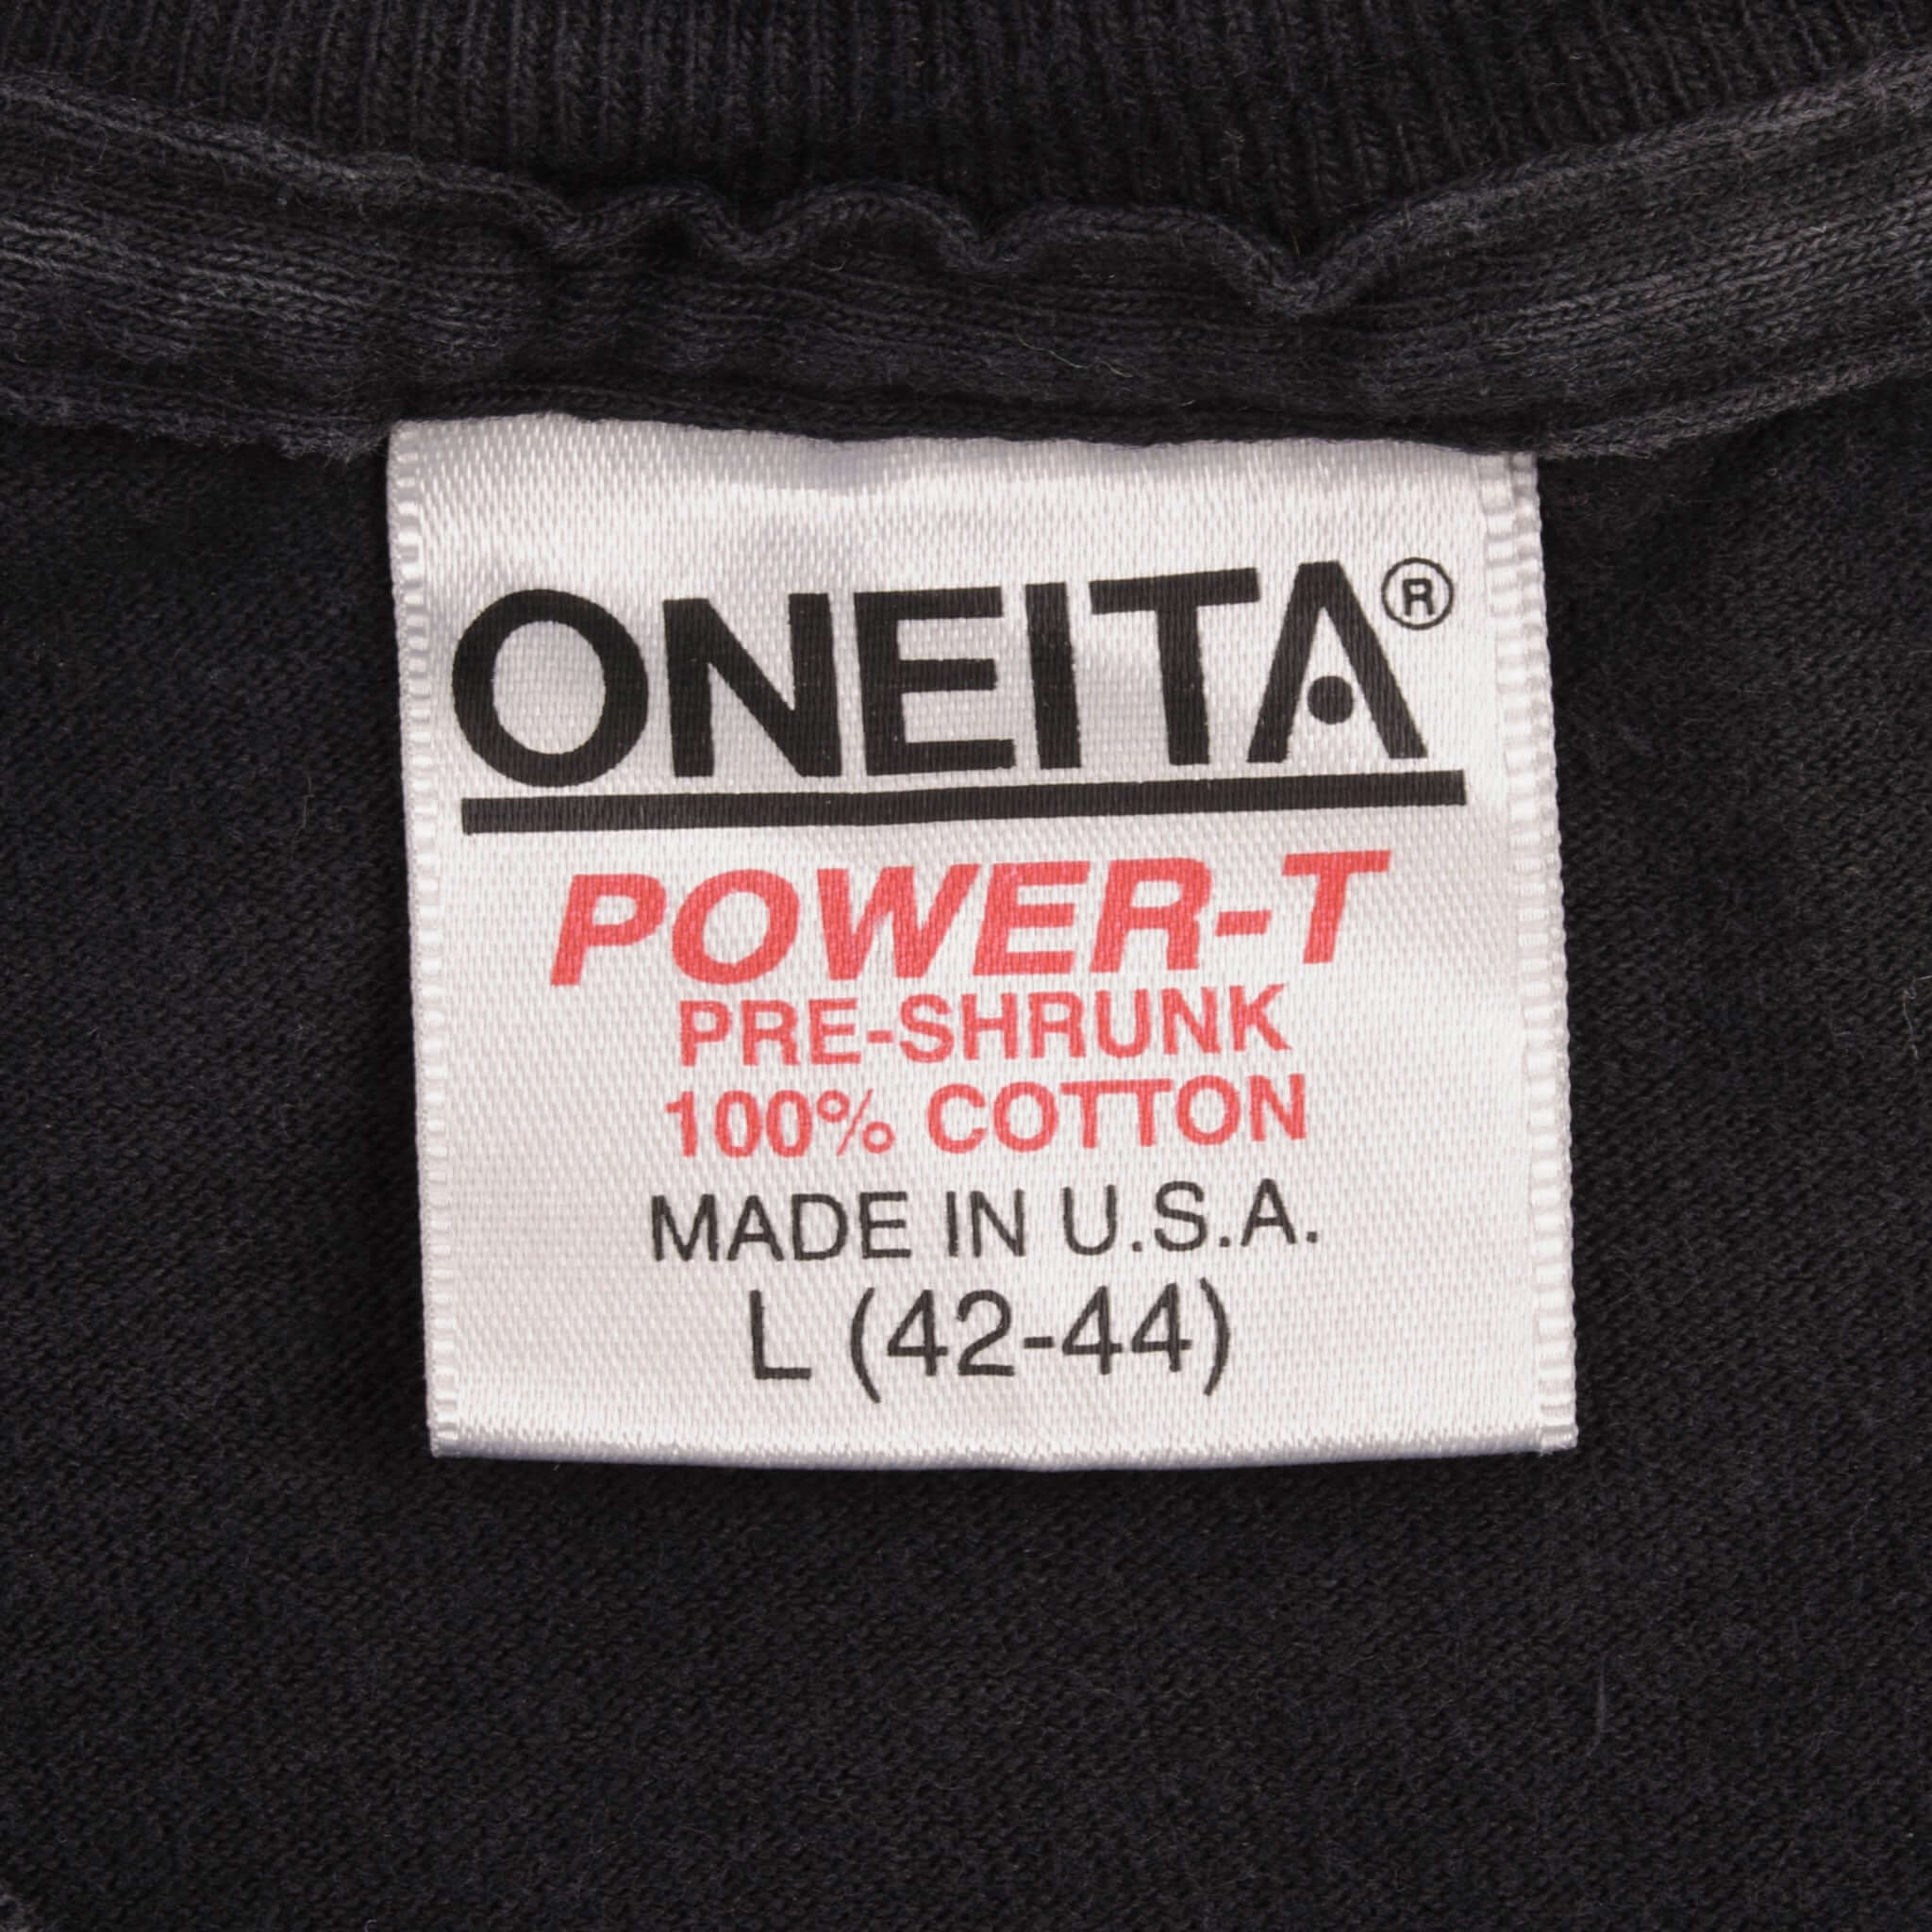 ONEITA®
POWER-T
PRE-SHRUNK
100% COTTON
MADE IN U.S.A.
L (42-44)